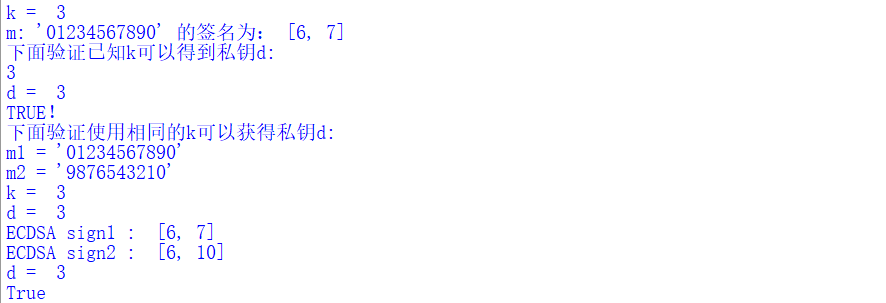 k =  3
m: '01234567890' 的签名为： [6, 7]
下面验证已知k可以得到私钥d:
3
d =  3
TRUE!
下面验证使用相同的k可以获得私钥d:
m1 = '01234567890'
m2 = '9876543210'
k =  3
d =  3
ECDSA sign1 :  [6, 7]
ECDSA sign2 :  [6, 10]
d =  3
True